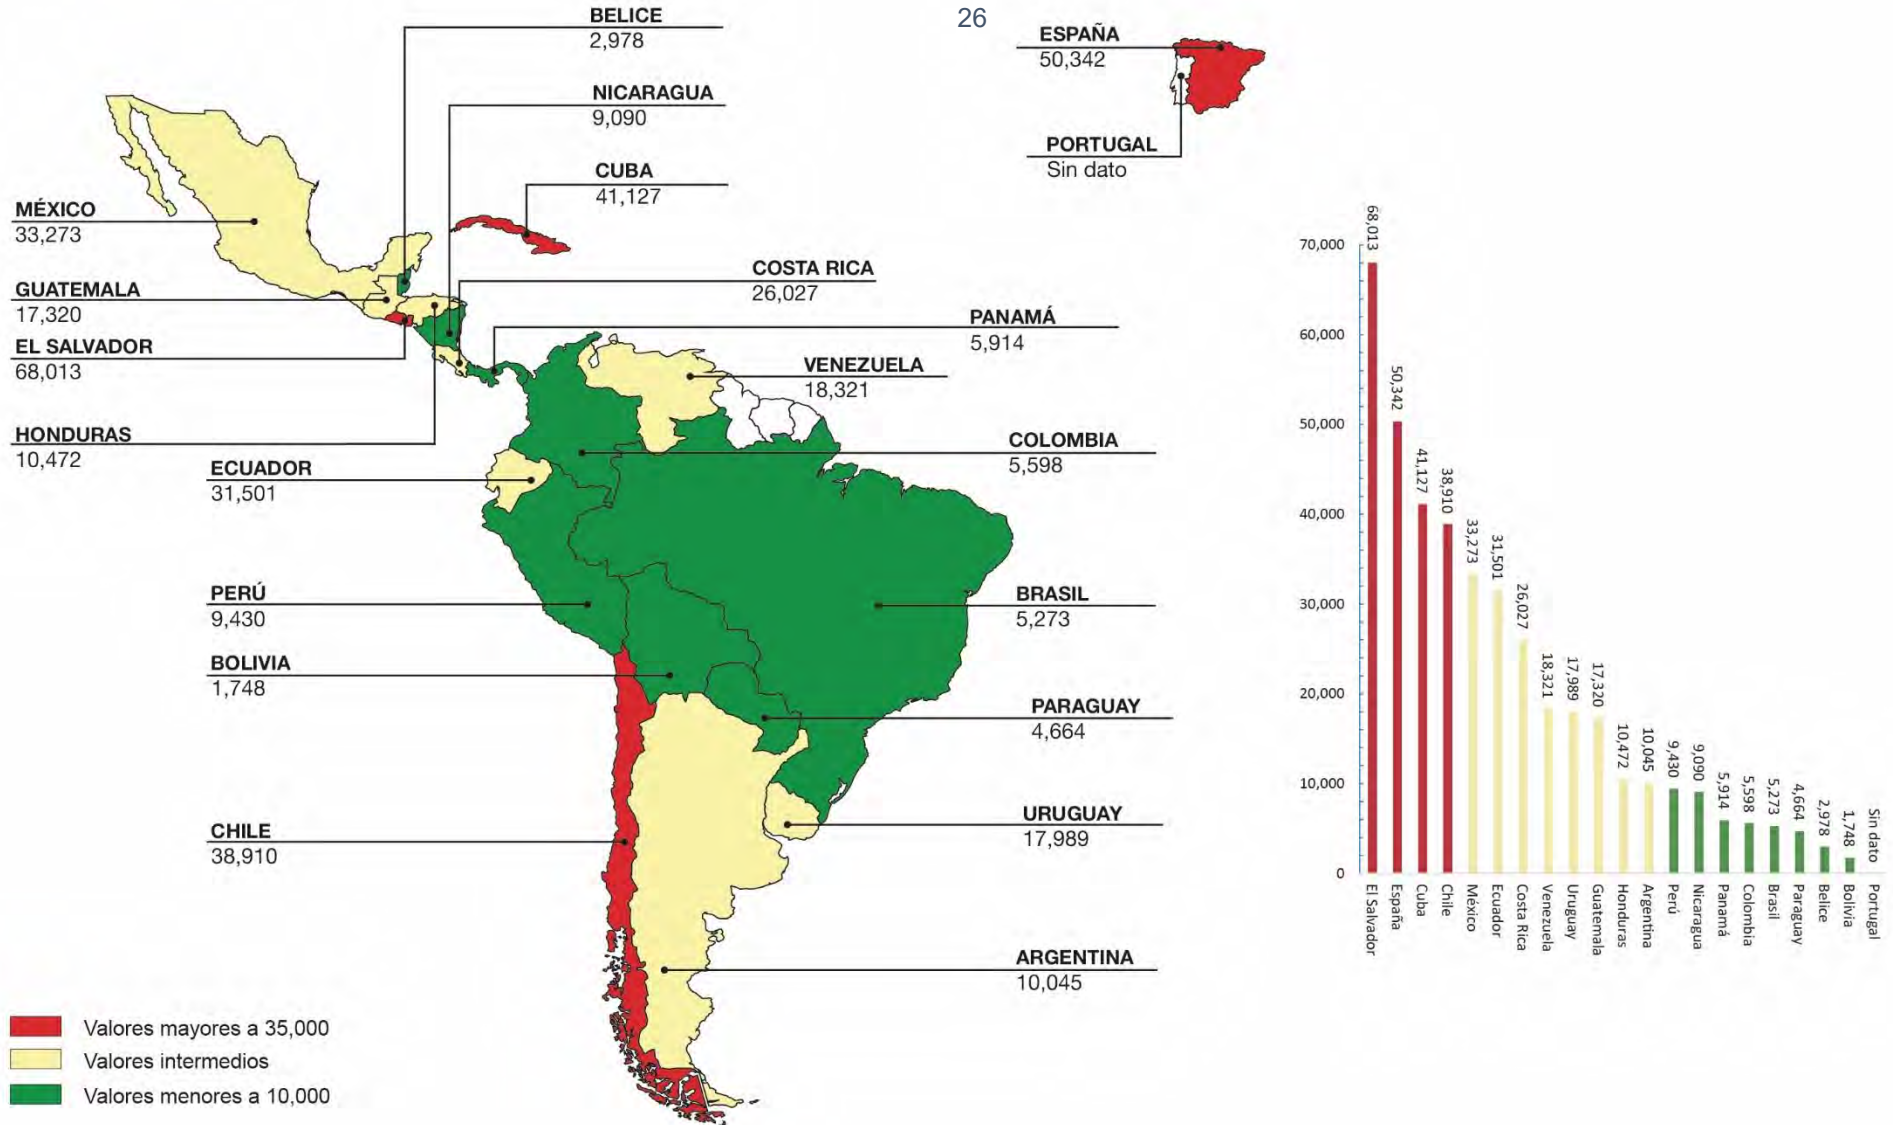 26
BELICE
2,978
NICARAGUA
9,090
CUBA
41,127
ESPAÑA
50,342
PORTUGAL
Sin dato
MÉXICO
33,273
GUATEMALA
17,320
EL SALVADOR
68,013
HONDURAS
10,472
COSTA RICA
26,027
PANAMÁ
5,914
VENEZUELA
18,321
COLOMBIA
5,598
ECUADOR
31,501
PERÚ
9,430
BRASIL
5,273
BOLIVIA
1,748
PARAGUAY
4,664
CHILE
38,910
URUGUAY
17,989
ARGENTINA
10,045
Valores mayores a 35,000
Valores intermedios
Valores menores a 10,000
70,000
60,000
50,000
40,000
30,000
20,000
10,000
0
68,013
50,342
41,127
38,910
33,273
31,501
26,027
18,321
17,989
17,320
10,472
10,045
9,430
9,090
5,914
5,598
5,273
4,664
2,978
1,748
Sin dato
El Salvador
España
Cuba
Chile
México
Ecuador
Costa Rica
Venezuela
Uruguay
Guatemala
Honduras
Argentina
Perú
Nicaragua
Panamá
Colombia
Brasil
Paraguay
Belice
Bolivia
Portugal